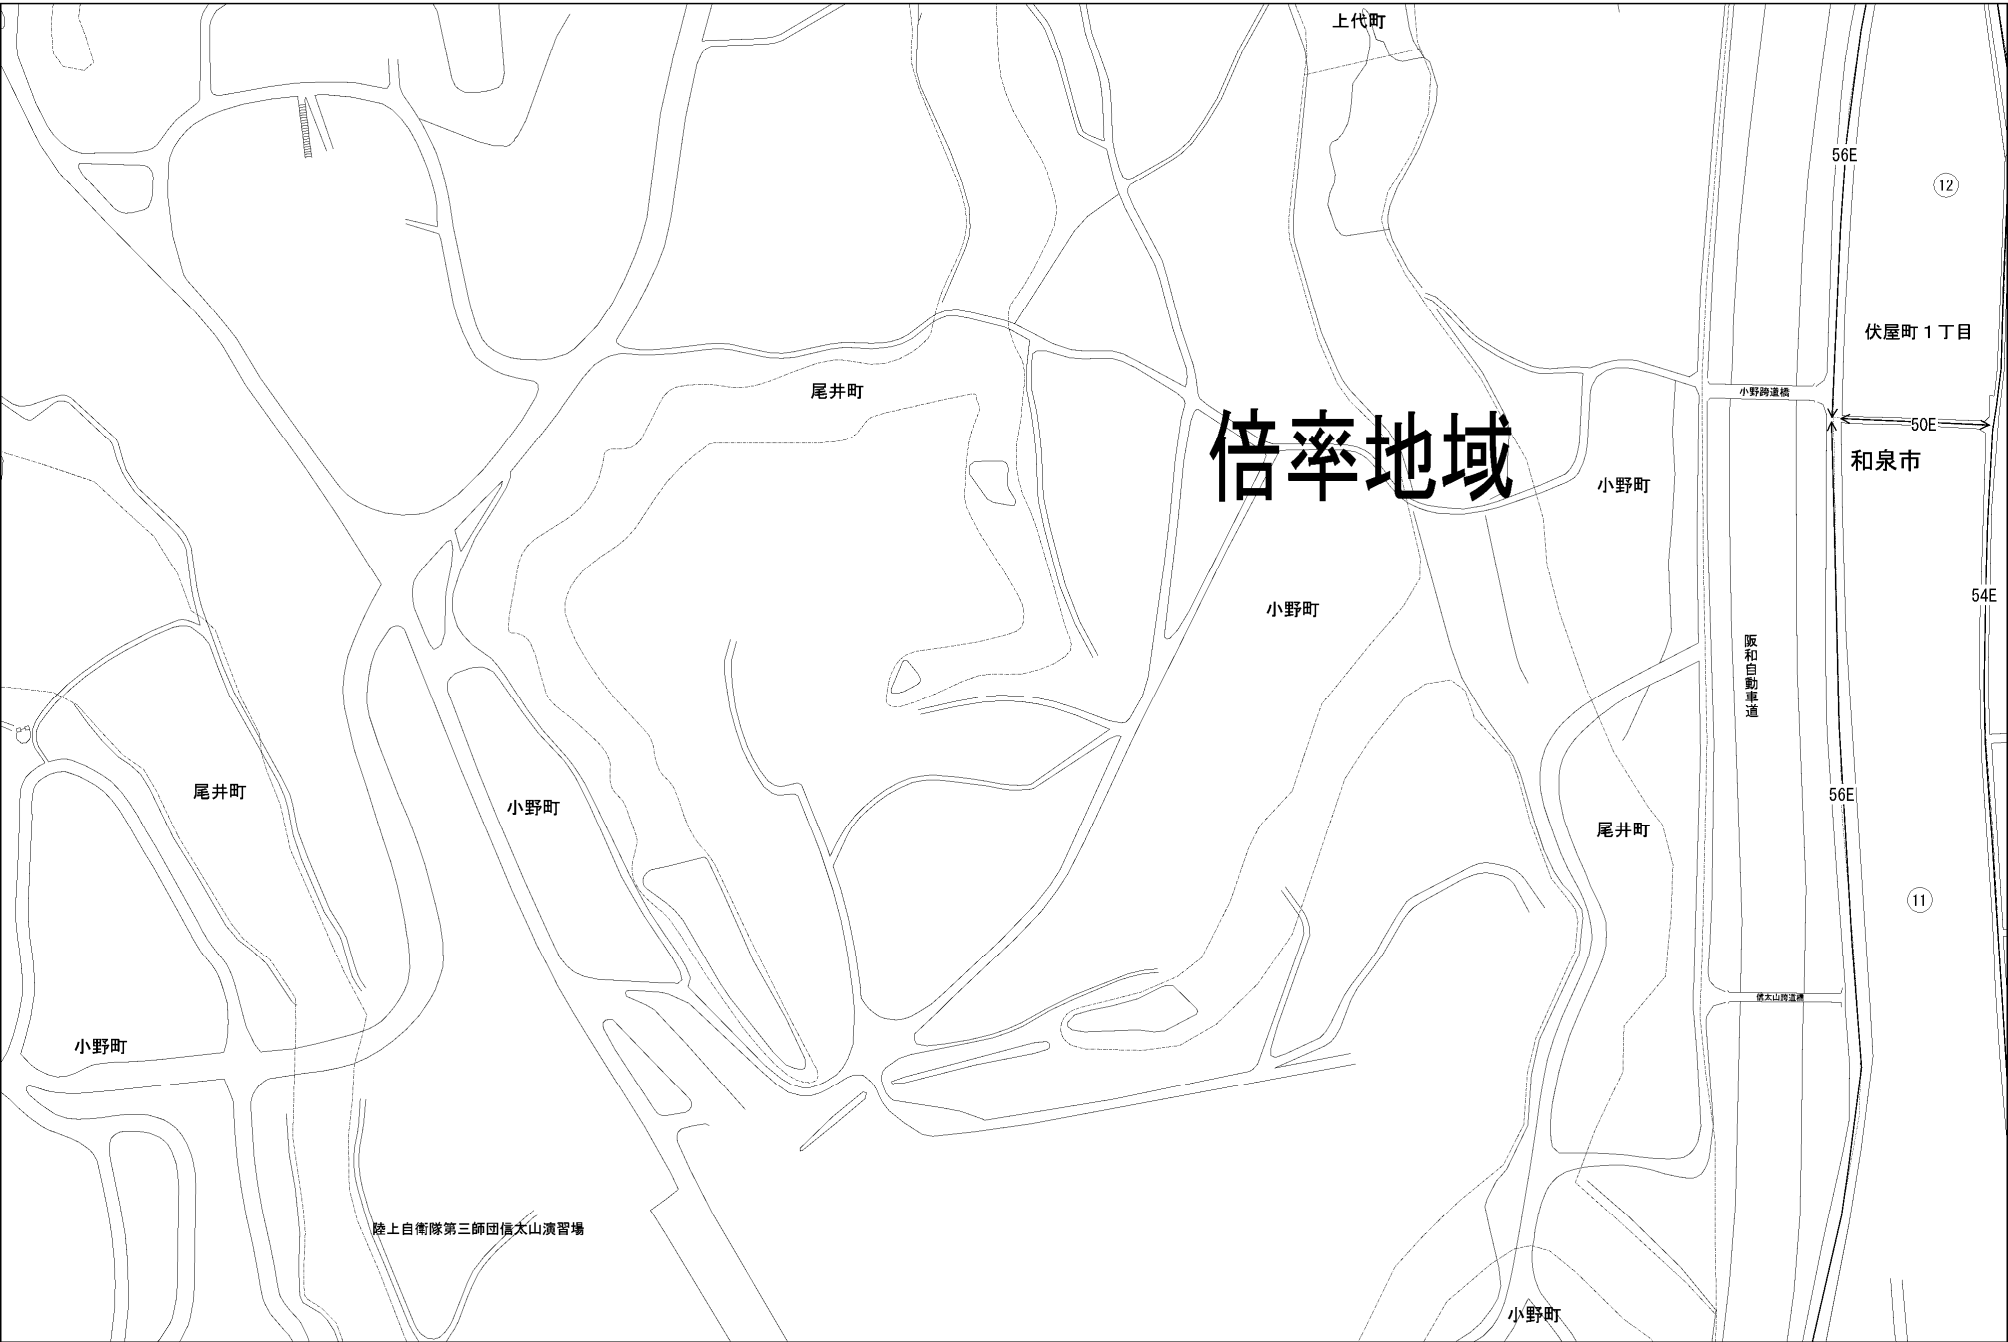 上代町
56E
12
伏屋町1丁目
尾井町
小野跨道橋
50E
倍率地域
和泉市
小野町
54E
小野町
阪和自動車道
尾井町
56E
小野町
尾井町
11
信太山跨道橋
小野町
陸上自衛隊第三師団信太山演習場
小野町